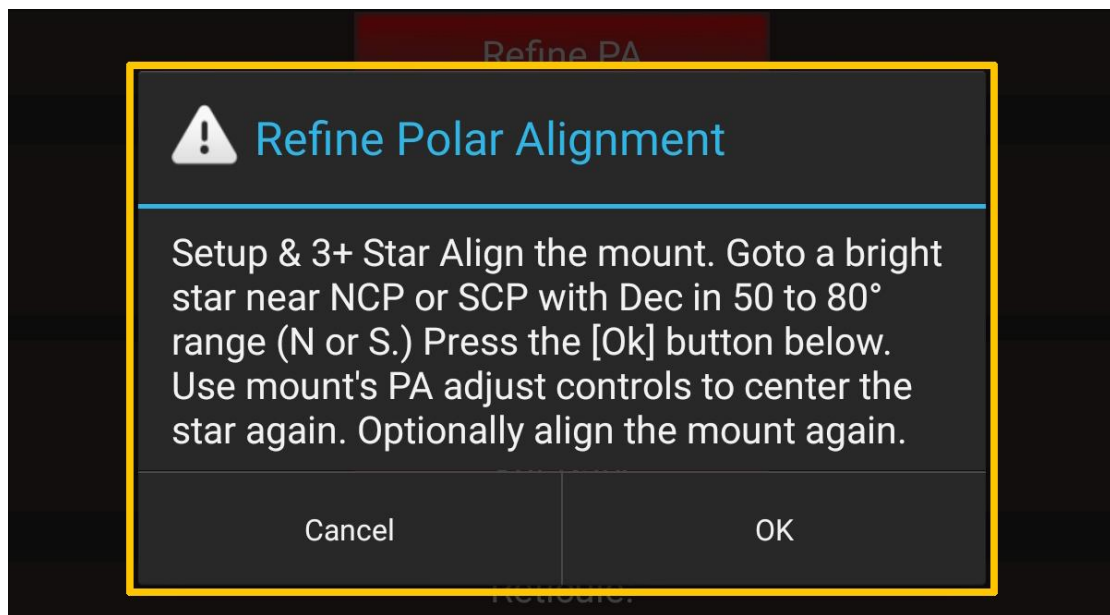 Refine PA
Refine Polar Alignment
Setup & 3+ Star Align the mount. Goto a bright
star near NCP or SCP with Dec in 50 to 80°
range (N or S.) Press the [Ok] button below.
Use mount's PA adjust controls to center the
star again. Optionally align the mount again.
Cancel
OK